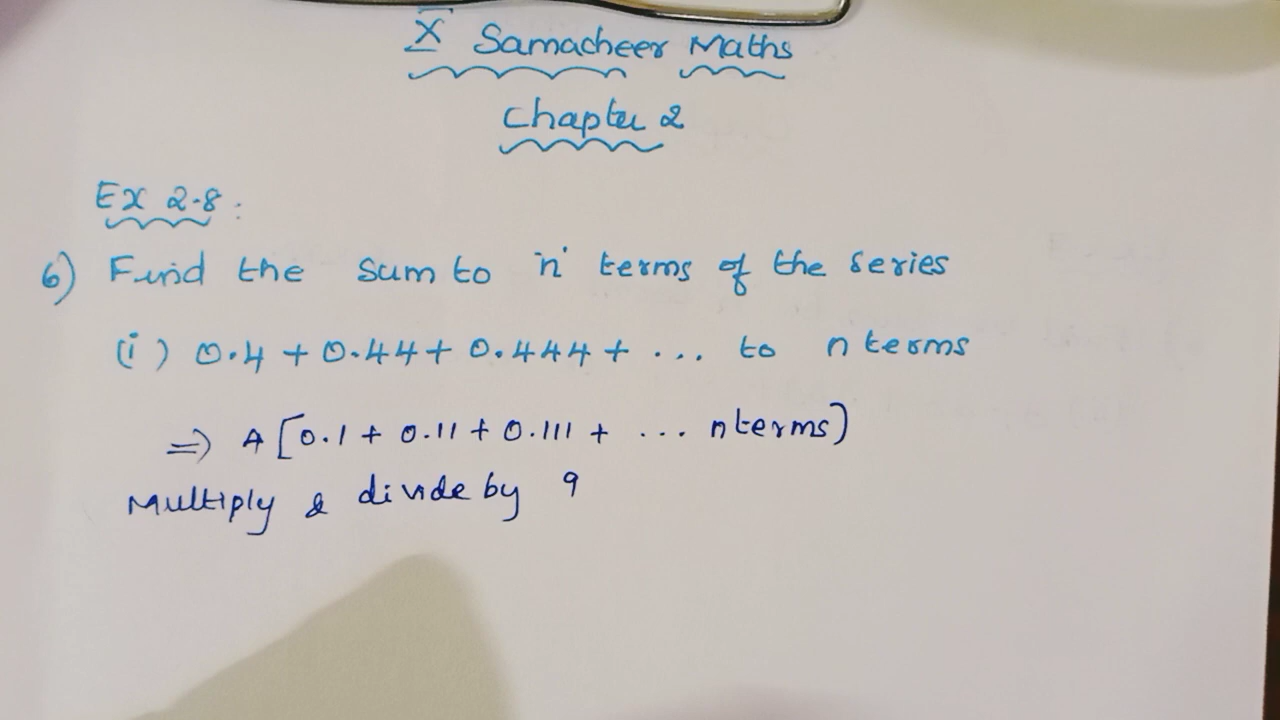 X Samacheer Maths
Chapter 2
Ex 2.8:
6) Find the sum to 'n' terms of the series
(i) 0.4 + 0.44 + 0.444 + ... to n terms
⇒ 4 [0.1 + 0.11 + 0.111 + ... n terms)
Multiply & divide by 9